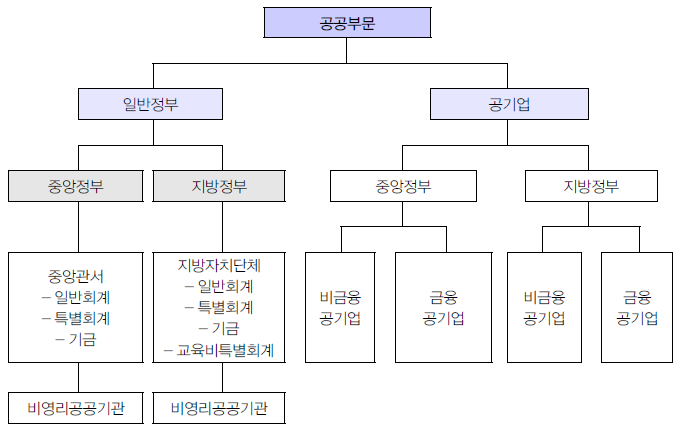 공공부문
일반정부
공기업
중앙정부
지방정부
중앙정부
지방정부
중앙관서
– 일반회계
– 특별회계
– 기금
지방자치단체
– 일반회계
– 특별회계
– 기금
– 교육비특별회계
비금융
공기업
금융
공기업
비금융
공기업
금융
공기업
비영리공공기관
비영리공공기관